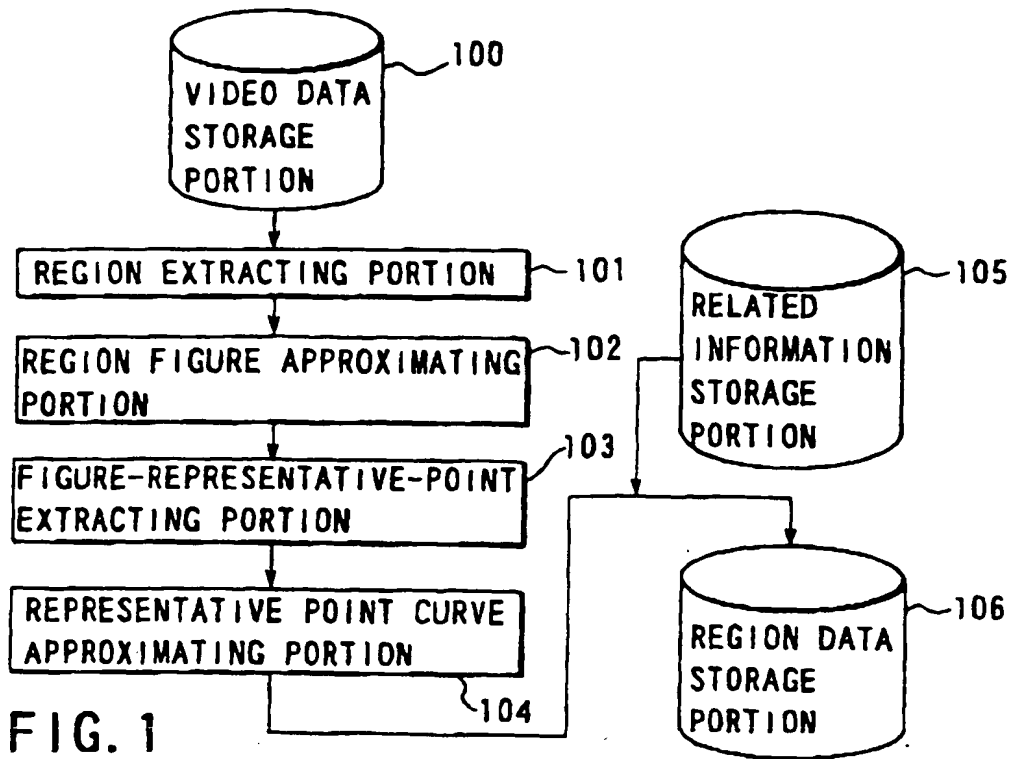 100
VIDEO DATA
STORAGE
PORTION
REGION EXTRACTING PORTION
101
REGION FIGURE APPROXIMATING
PORTION
102
FIGURE-REPRESENTATIVE-POINT
EXTRACTING PORTION
103
REPRESENTATIVE POINT CURVE
APPROXIMATING PORTION
104
RELATED
INFORMATION
STORAGE
PORTION
105
REGION DATA
STORAGE
PORTION
106
FIG. 1